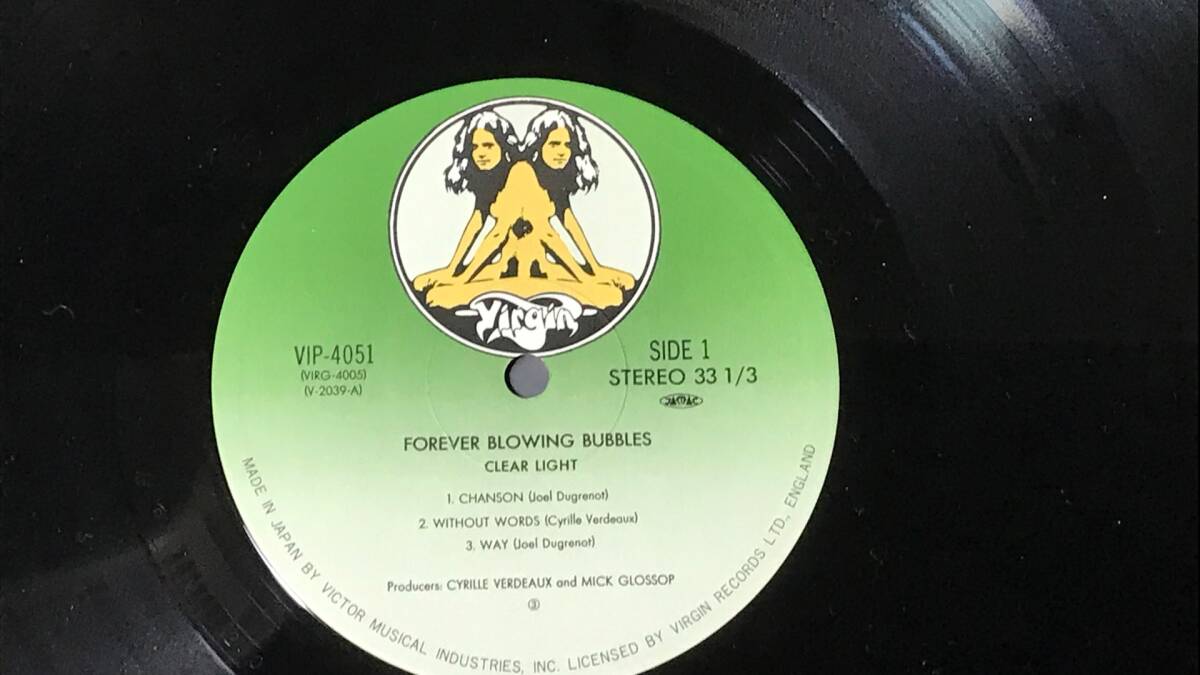 Virgin
VIP-4051
(VIRG-4005)
(V-2039-A)
SIDE 1
STEREO 33 1/3
JASRAC
FOREVER BLOWING BUBBLES
CLEAR LIGHT
1. CHANSON (Joel Dugrenot)
2. WITHOUT WORDS (Cyrille Verdeaux)
3. WAY (Joel Dugrenot)
Producers: CYRILLE VERDEAUX and MICK GLOSSOP
③
MADE IN JAPAN BY VICTOR MUSICAL INDUSTRIES, INC. LICENSED BY VIRGIN RECORDS LTD., ENGLAND